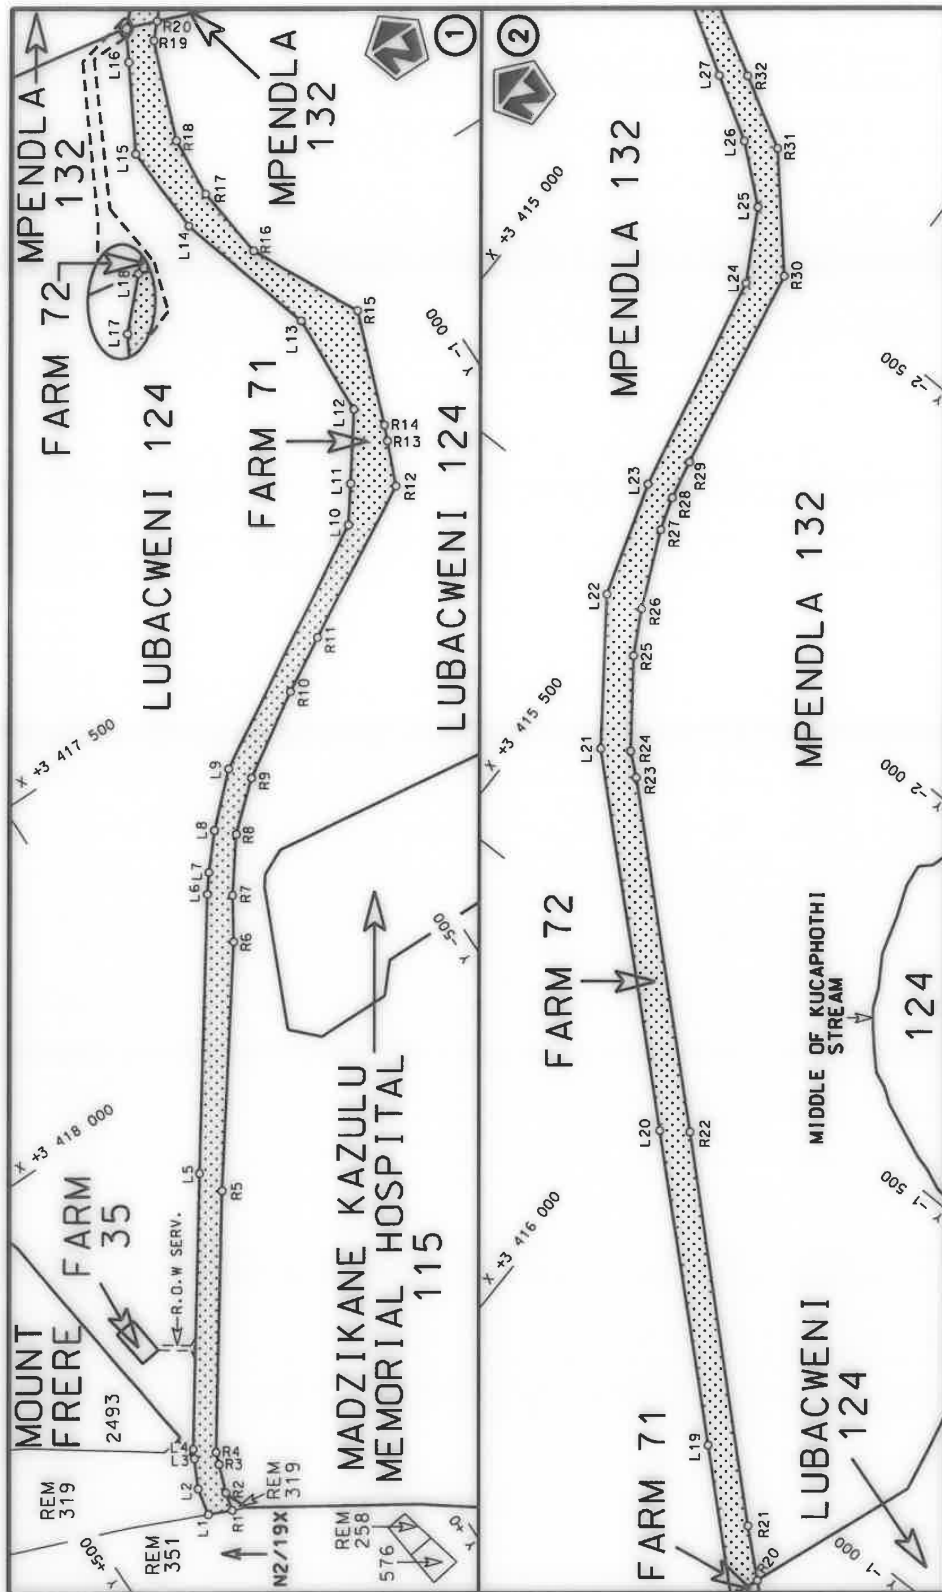 MOUNT
FRERE
2493
REM
319
FARM
35
R.O.W SERV.
X +3 418 000
X +3 417 500
LUBACWENI 124
FARM 72
FARM 71
MPENDLA
132
MPENDLA
132
1
L17
L18
L1
L2
L3
L4
L5
L6
L7
L8
L9
L10
L11
L12
L13
L14
L15
L16
R1
R2
R3
R4
R5
R6
R7
R8
R9
R10
R11
R12
R13
R14
R15
R16
R17
R18
R19
R20
Y +500
REM
351
N2/19X
REM
319
REM
258
576
Y +0
MADZIKANE KAZULU
MEMORIAL HOSPITAL
115
Y -500
LUBACWENI 124
Y -1 000
2
X +3 416 000
X +3 415 500
X +3 415 000
FARM 71
FARM 72
MPENDLA 132
L19
L20
L21
L22
L23
L24
L25
L26
L27
R20
R21
R22
R23
R24
R25
R26
R27
R28
R29
R30
R31
R32
LUBACWENI
124
MIDDLE OF KUCAPHOTHI
STREAM
124
MPENDLA 132
Y -1 000
Y -1 500
Y -2 000
Y -2 500